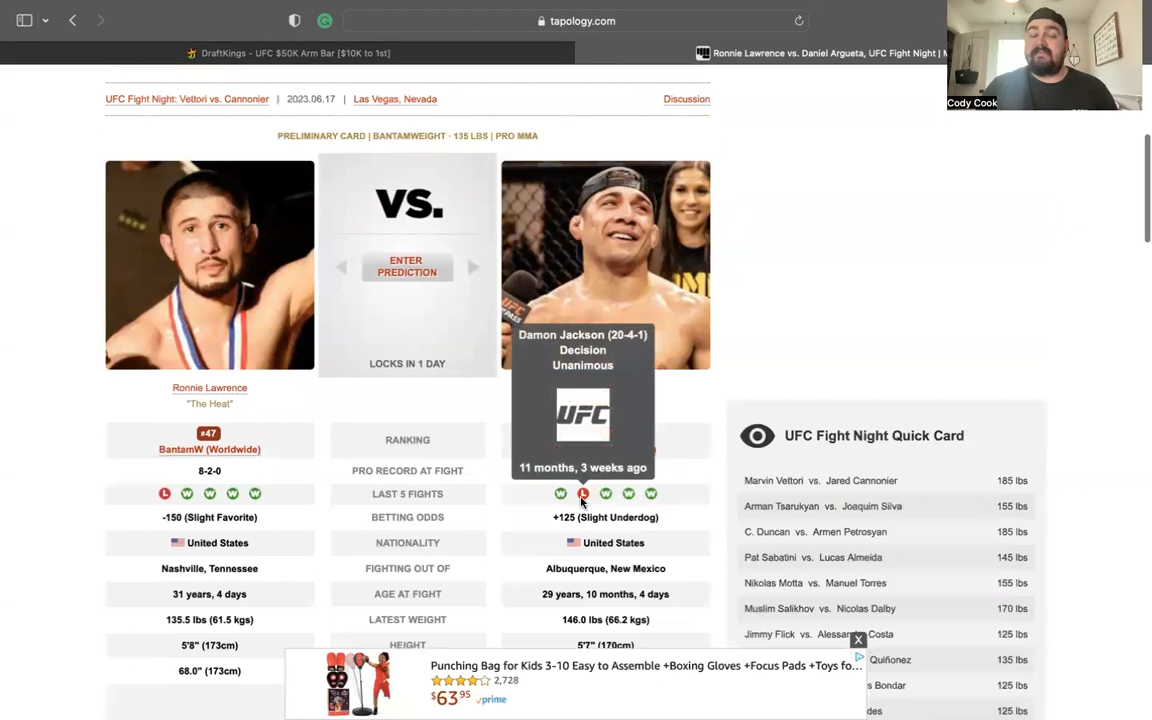 tapology.com
DraftKings - UFC $50K Arm Bar [$10K to 1st]
Ronnie Lawrence vs. Daniel Argueta, UFC Fight Night | M
Cody Cook
UFC Fight Night: Vettori vs. Cannonier | 2023.06.17 | Las Vegas, Nevada
Discussion
PRELIMINARY CARD | BANTAMWEIGHT · 135 LBS | PRO MMA
VS.
ENTER
PREDICTION
LOCKS IN 1 DAY
UFC
PASS
Damon Jackson (20-4-1)
Decision
Unanimous
UFC
11 months, 3 weeks ago
Ronnie Lawrence
"The Heat"
#47
BantamW (Worldwide)
RANKING
8-2-0 PRO RECORD AT FIGHT
L W W W W LAST 5 FIGHTS W L W W W
-150 (Slight Favorite) BETTING ODDS +125 (Slight Underdog)
United States NATIONALITY United States
Nashville, Tennessee FIGHTING OUT OF Albuquerque, New Mexico
31 years, 4 days AGE AT FIGHT 29 years, 10 months, 4 days
135.5 lbs (61.5 kgs) LATEST WEIGHT 146.0 lbs (66.2 kgs)
5'8" (173cm) HEIGHT 5'7" (170cm)
68.0" (173cm)
UFC Fight Night Quick Card
Marvin Vettori vs. Jared Cannonier 185 lbs
Arman Tsarukyan vs. Joaquim Silva 155 lbs
C. Duncan vs. Armen Petrosyan 185 lbs
Pat Sabatini vs. Lucas Almeida 145 lbs
Nikolas Motta vs. Manuel Torres 155 lbs
Muslim Salikhov vs. Nicolas Dalby 170 lbs
Jimmy Flick vs. Alessa Costa 125 lbs
Quiñonez 135 lbs
s Bondar 125 lbs
des 125 lbs
X
Punching Bag for Kids 3-10 Easy to Assemble +Boxing Gloves +Focus Pads +Toys fo...
2,728
$63 95 prime